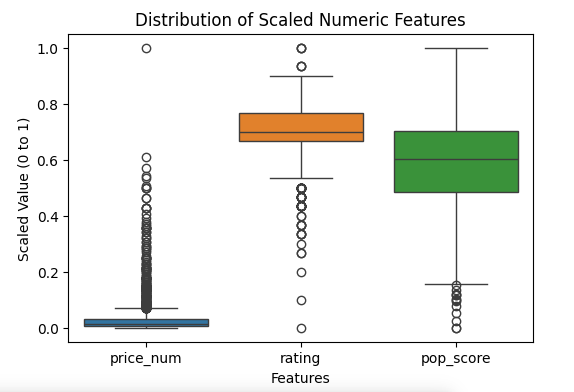 Distribution of Scaled Numeric Features
1.0
0.8
0.6
0.4
0.2
0.0
Scaled Value (0 to 1)
price_num rating pop_score
Features